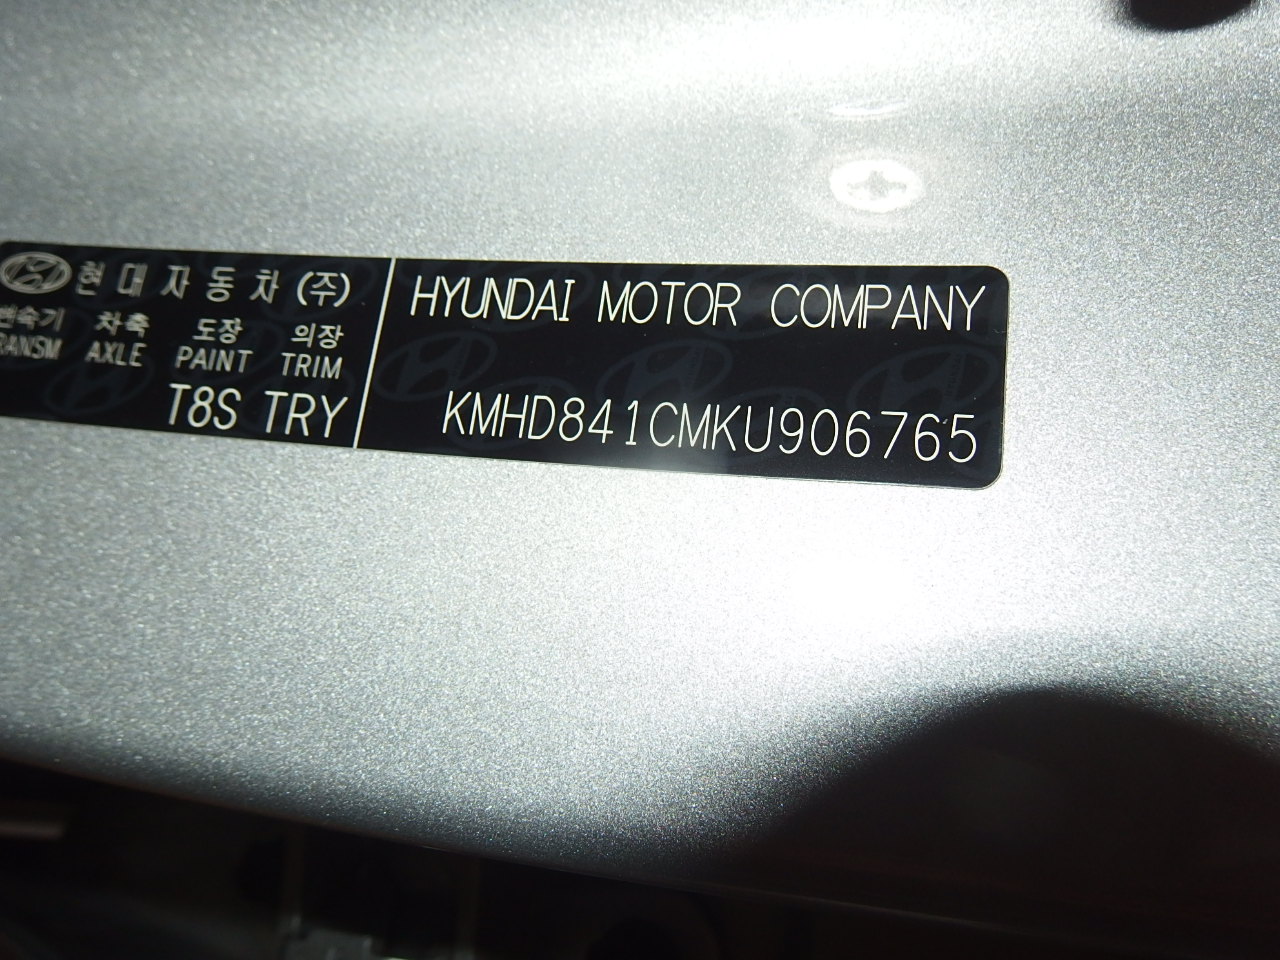 현대자동차(주)
변속기 차축 도장 의장
TRANSM AXLE PAINT TRIM
T8S TRY
HYUNDAI MOTOR COMPANY
KMHD841CMKU906765